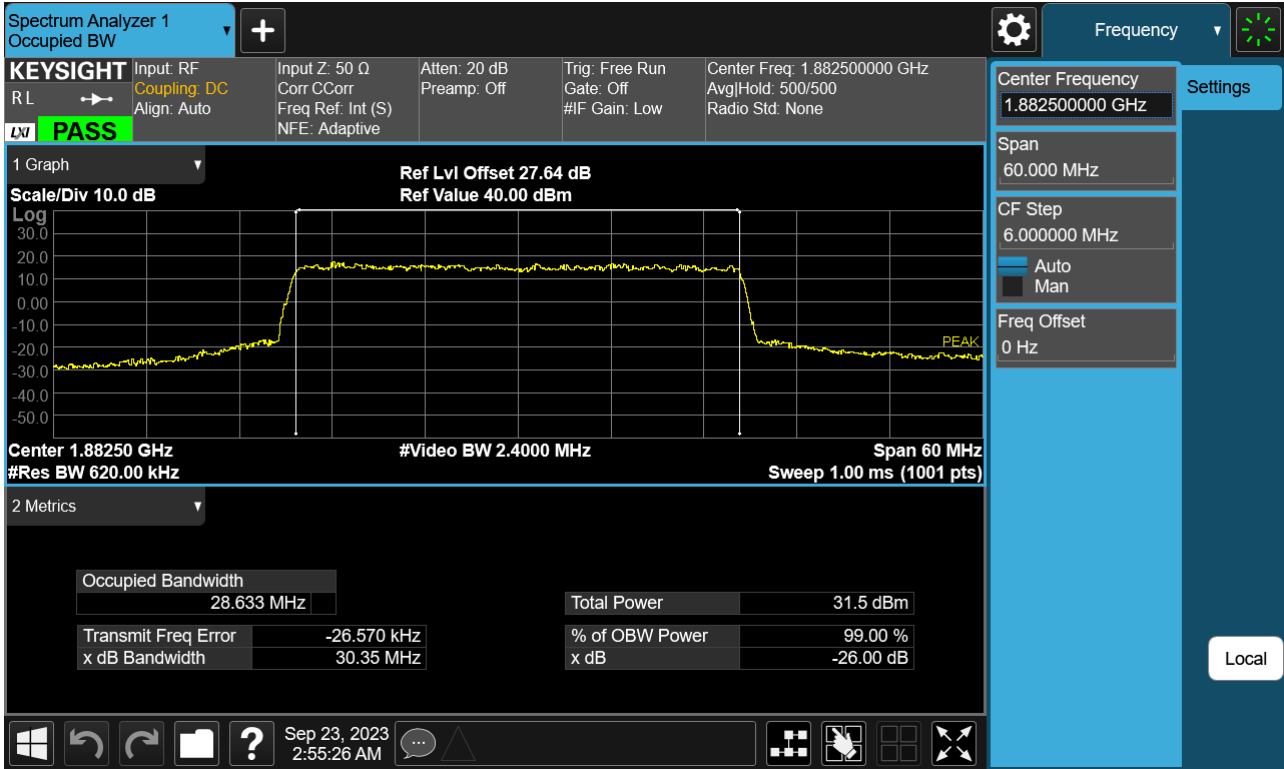 Spectrum Analyzer 1
Occupied BW
Frequency
KEYSIGHT
R L
LXI
PASS
Input: RF
Coupling: DC
Align: Auto
Input Z: 50 Ω
Corr CCorr
Freq Ref: Int (S)
NFE: Adaptive
Atten: 20 dB
Preamp: Off
Trig: Free Run
Gate: Off
#IF Gain: Low
Center Freq: 1.882500000 GHz
Avg|Hold: 500/500
Radio Std: None
Center Frequency
1.882500000 GHz
Settings
Span
60.000 MHz
CF Step
6.000000 MHz
Auto
Man
Freq Offset
0 Hz
1 Graph
Ref Lvl Offset 27.64 dB
Scale/Div 10.0 dB
Ref Value 40.00 dBm
Log
30.0
20.0
10.0
0.00
-10.0
-20.0
-30.0
-40.0
-50.0
PEAK
Center 1.88250 GHz
#Video BW 2.4000 MHz
Span 60 MHz
#Res BW 620.00 kHz
Sweep 1.00 ms (1001 pts)
2 Metrics
Occupied Bandwidth
28.633 MHz
Total Power
31.5 dBm
Transmit Freq Error
-26.570 kHz
% of OBW Power
99.00 %
x dB Bandwidth
30.35 MHz
x dB
-26.00 dB
Local
?
Sep 23, 2023
2:55:26 AM